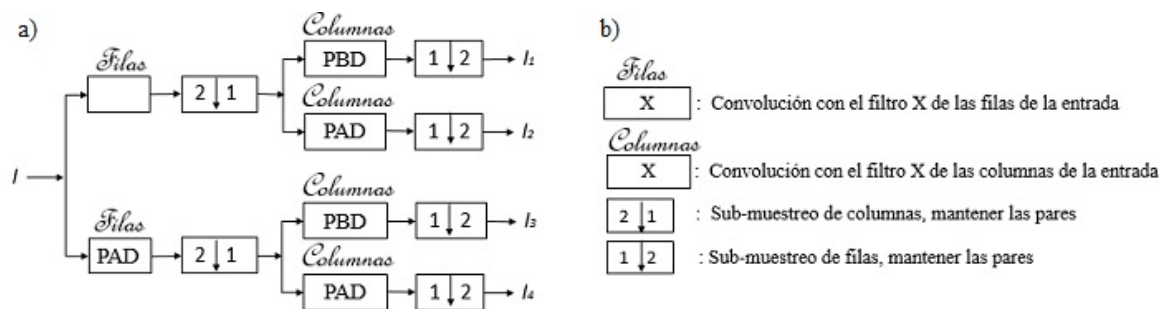 a)
Filas
2 1
Columnas
PBD
1 2
I1
Columnas
PAD
1 2
I2
I
Filas
PAD
2 1
Columnas
PBD
1 2
I3
Columnas
PAD
1 2
I4
b)
Filas
X : Convolución con el filtro X de las filas de la entrada
Columnas
X : Convolución con el filtro X de las columnas de la entrada
2 1 : Sub-muestreo de columnas, mantener las pares
1 2 : Sub-muestreo de filas, mantener las pares